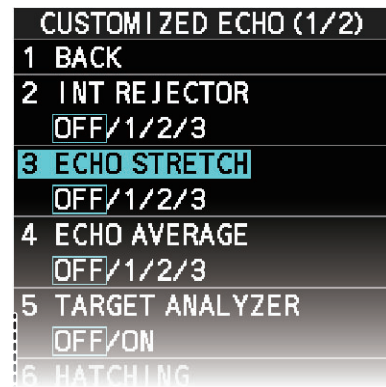 CUSTOMIZED ECHO (1/2)
1 BACK
2 INT REJECTOR
OFF/1/2/3
3 ECHO STRETCH
OFF/1/2/3
4 ECHO AVERAGE
OFF/1/2/3
5 TARGET ANALYZER
OFF/ON
6 HATCHING